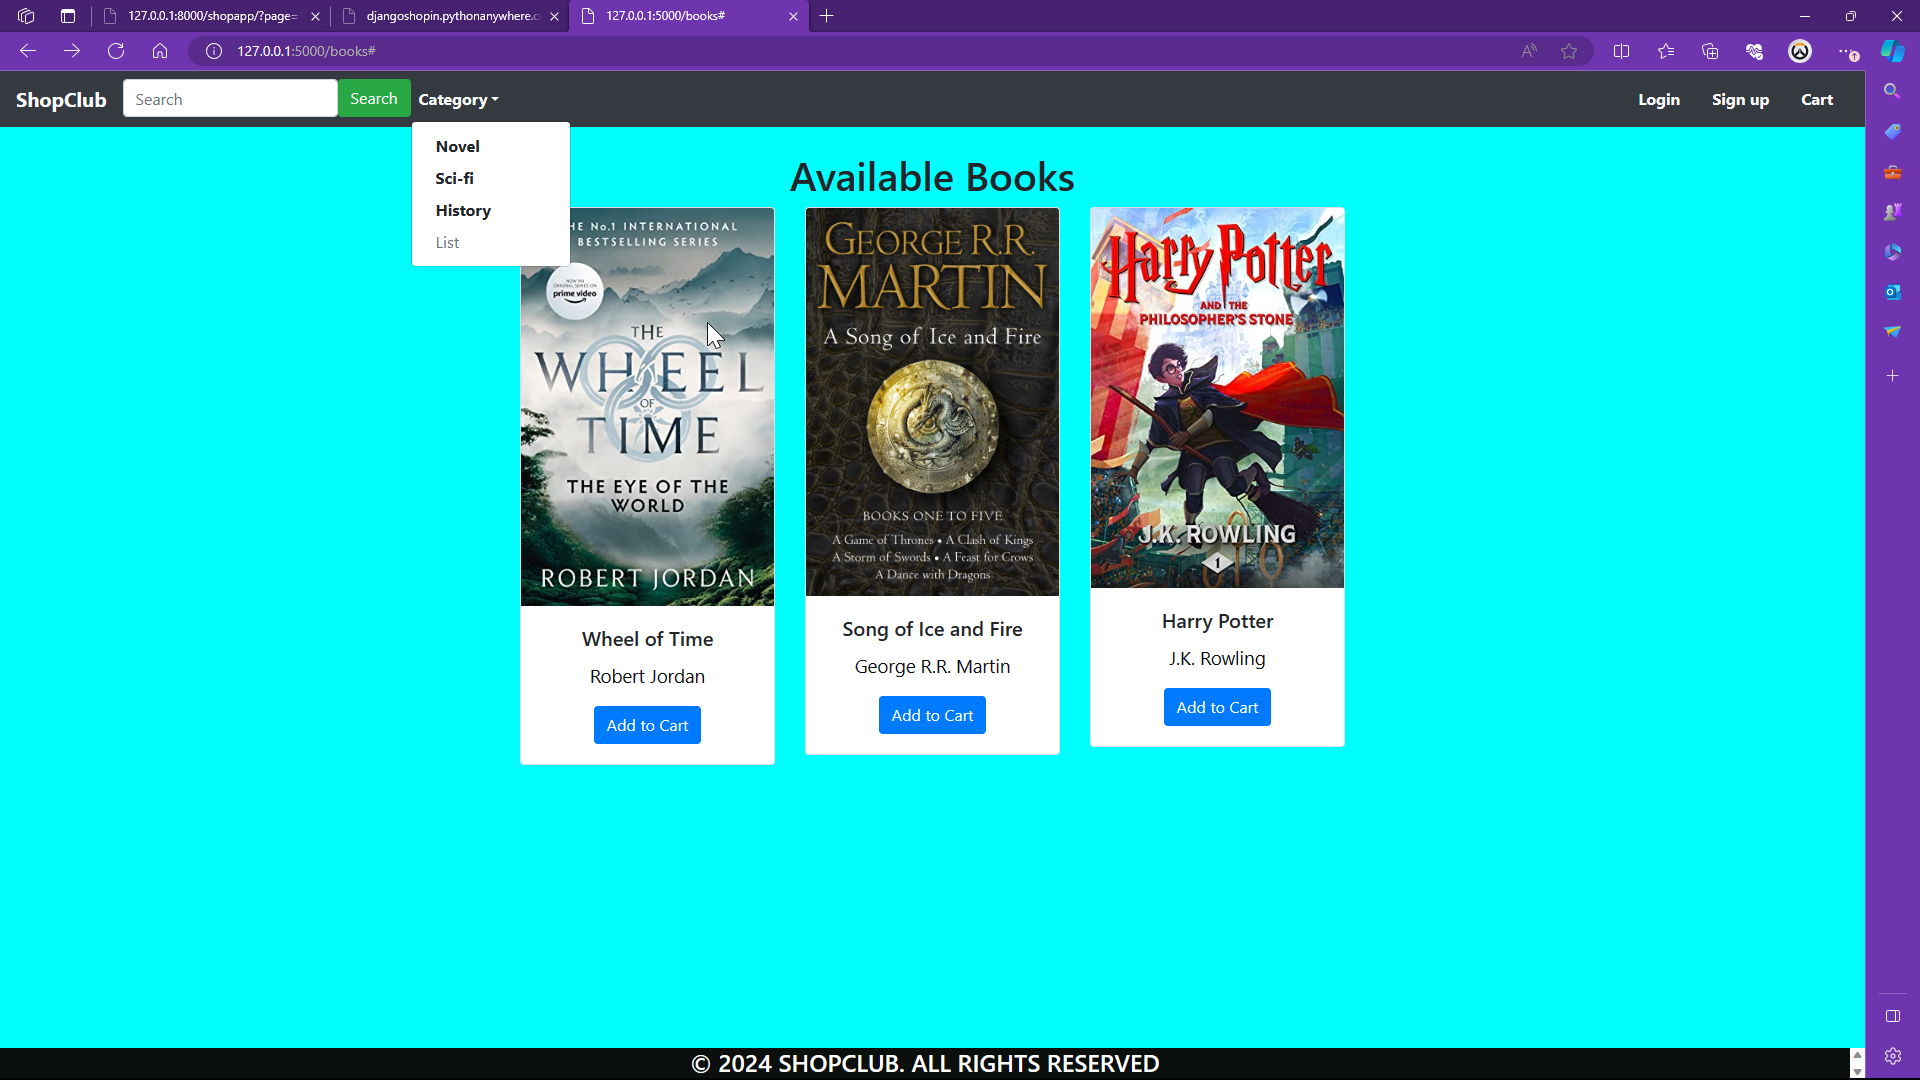 127.0.0.1:8000/shopapp/?page=
djangoshopin.pythonanywhere.c
127.0.0.1:5000/books#
127.0.0.1:5000/books#
ShopClub
Search
Search
Category
Login
Sign up
Cart
Novel
Sci-fi
History
List
Available Books
HE No.1 INTERNATIONAL
BESTSELLING SERIES
NOW AN
ORIGINAL SERIES ON
prime video
THE
WHEEL
OF
TIME
THE EYE OF THE
WORLD
ROBERT JORDAN
Wheel of Time
Robert Jordan
Add to Cart
GEORGE R.R.
MARTIN
A Song of Ice and Fire
BOOKS ONE TO FIVE
A Game of Thrones • A Clash of Kings
A Storm of Swords • A Feast for Crows
A Dance with Dragons
Song of Ice and Fire
George R.R. Martin
Add to Cart
Harry Potter
AND THE
PHILOSOPHER'S STONE
J.K. ROWLING
1
Harry Potter
J.K. Rowling
Add to Cart
© 2024 SHOPCLUB. ALL RIGHTS RESERVED